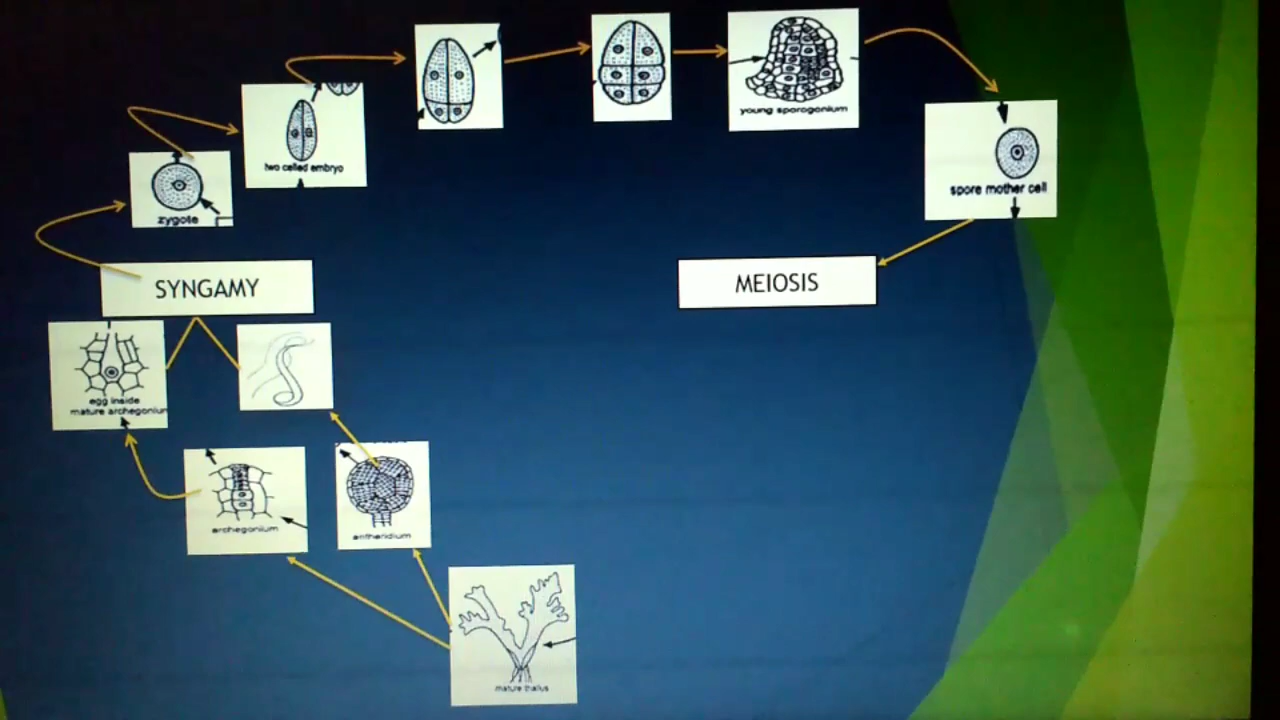 young sporogonium
two celled embryo
spore mother cell
zygote
SYNGAMY
MEIOSIS
egg inside
mature archegonium
archegonium
antheridium
mature thallus